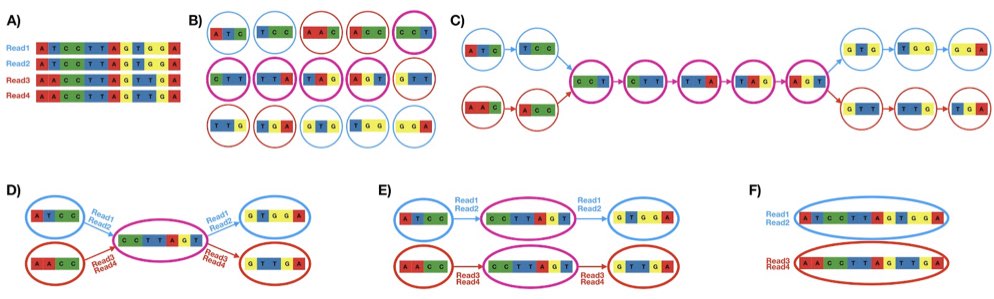 A)
Read1 A T C C T T A G T G G A
Read2 A T C C T T A G T G G A
Read3 A A C C T T A G T T G A
Read4 A A C C T T A G T T G A
B)
A T C T C C A A C A C C C C T
C T T T T A T A G A G T G T T
T T G T G A G T G T G G G G A
C)
A T C T C C G T G T G G G G A
C C T C T T T T A T A G A G T
A A C A C C G T T T T G T G A
D)
A T C C
Read1
Read2
C C T T A G T
Read1
Read2
G T G G A
A A C C
Read3
Read4
Read3
Read4
G T T G A
E)
Read1
Read2
Read1
Read2
A T C C C C T T A G T G T G G A
A A C C C C T T A G T G T T G A
Read3
Read4
Read3
Read4
F)
Read1
Read2
A T C C T T A G T G G A
Read3
Read4
A A C C T T A G T T G A